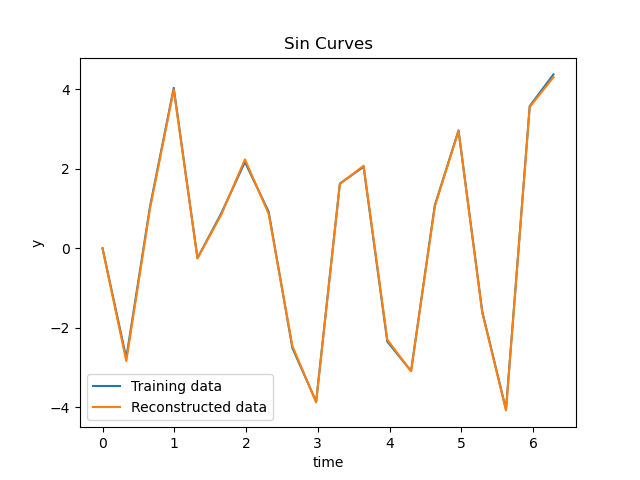 Sin Curves
y
4
2
0
−2
−4
Training data
Reconstructed data
0 1 2 3 4 5 6
time